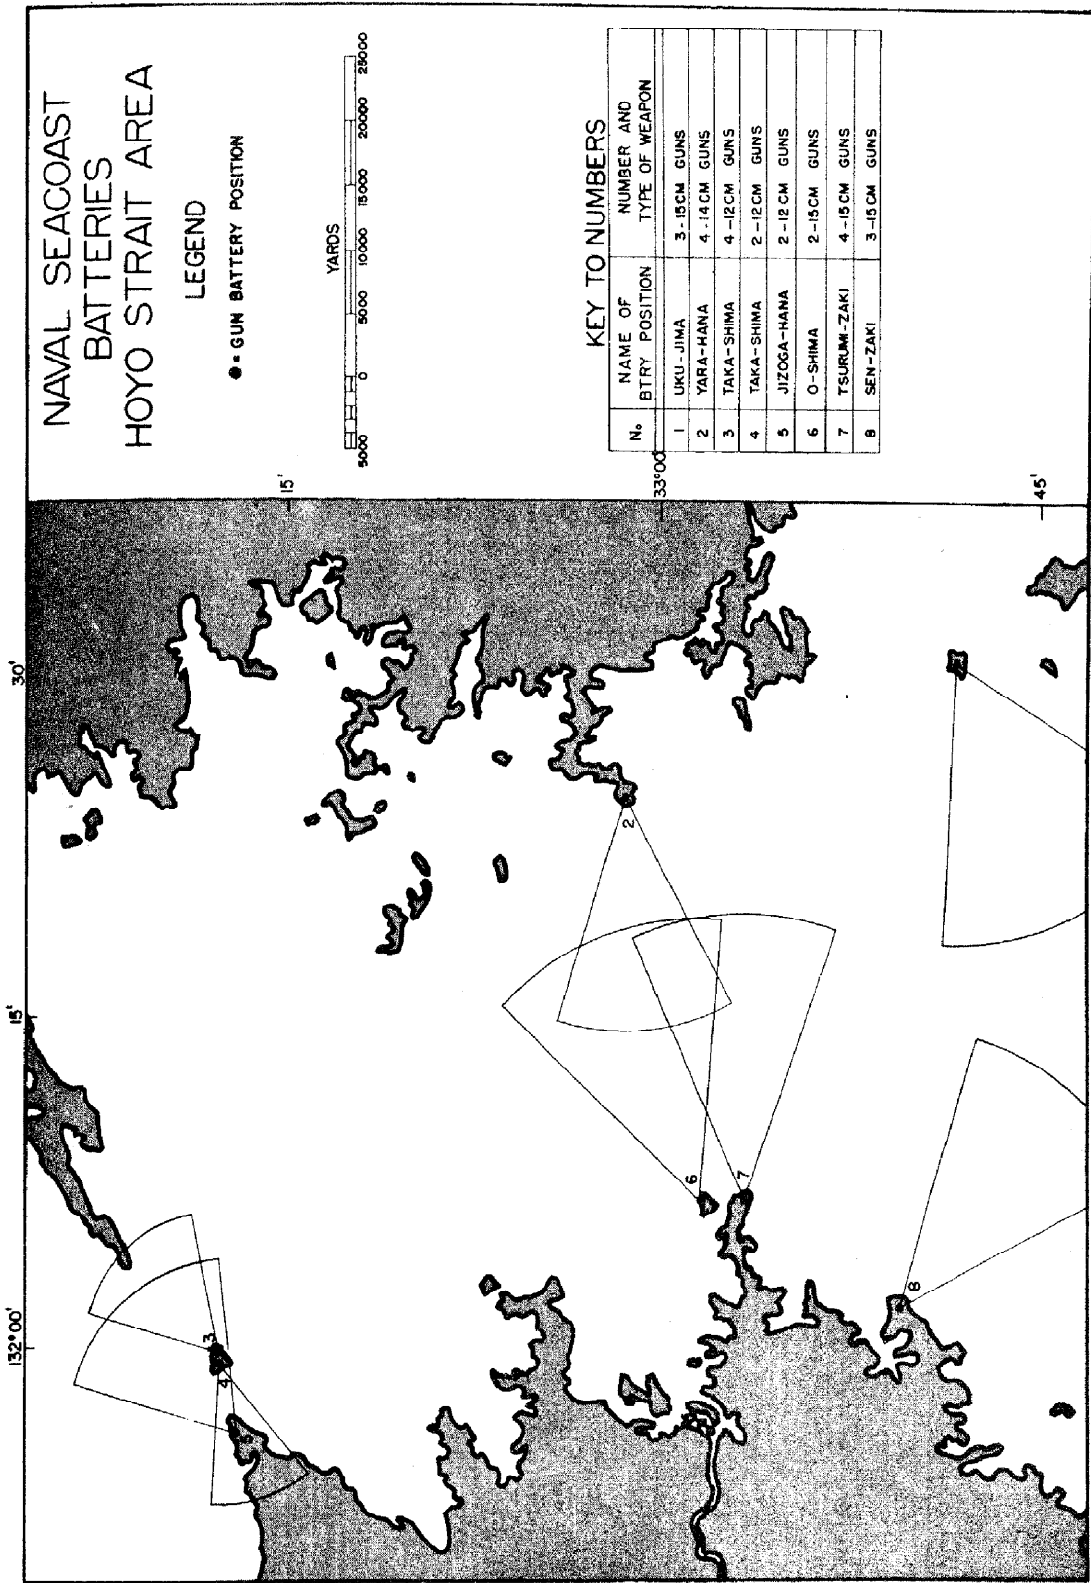 NAVAL SEACOAST
BATTERIES
HOYO STRAIT AREA
LEGEND
● = GUN BATTERY POSITION
YARDS
5000 0 5000 10000 15000 20000 25000
KEY TO NUMBERS
No NAME OF BTRY POSITION NUMBER AND TYPE OF WEAPON
1 UKU-JIMA 3-15CM GUNS
2 YARA-HANA 4-14CM GUNS
3 TAKA-SHIMA 4-12CM GUNS
4 TAKA-SHIMA 2-12CM GUNS
5 JIZOGA-HANA 2-12CM GUNS
6 O-SHIMA 2-15CM GUNS
7 TSURUMI-ZAKI 4-15CM GUNS
8 SEN-ZAKI 3-15CM GUNS
132°00'
15'
30'
15'
33°00'
45'
1
2
3
4
5
6
7
8